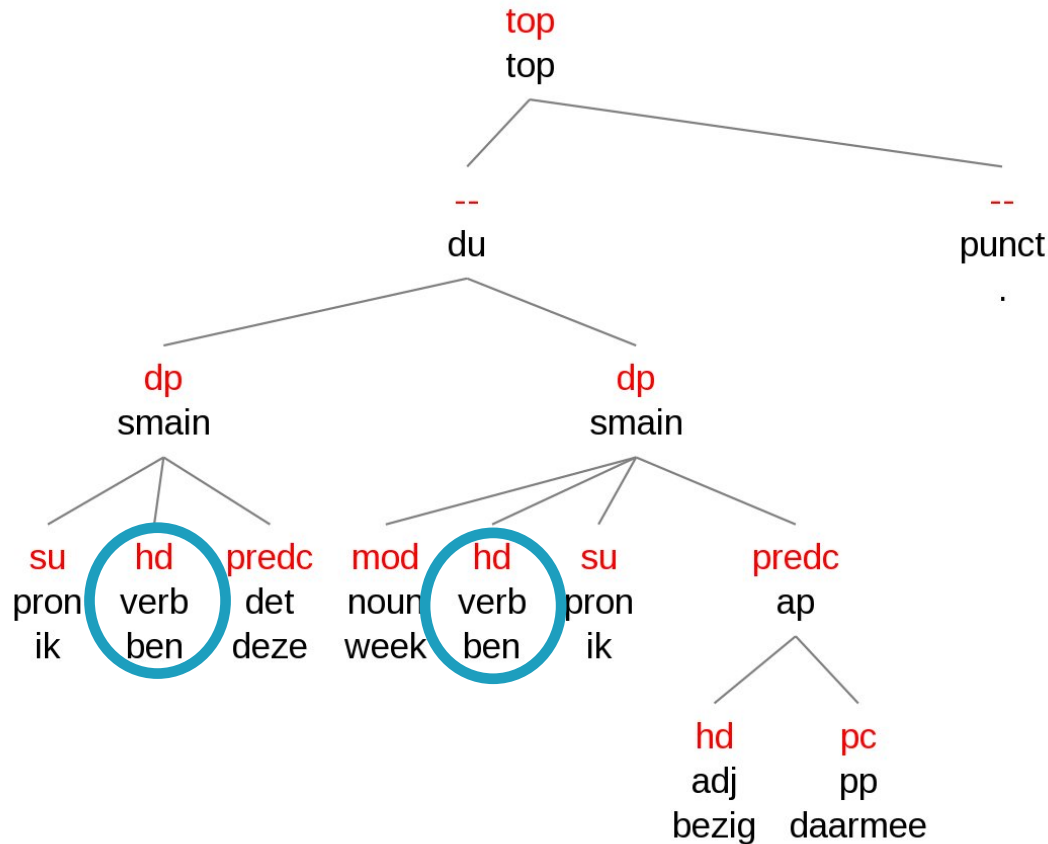 top
top
-- --
du punct
.
dp dp
smain smain
su hd predc mod hd su predc
pron verb det noun verb pron ap
ik ben deze week ben ik
hd pc
adj pp
bezig daarmee